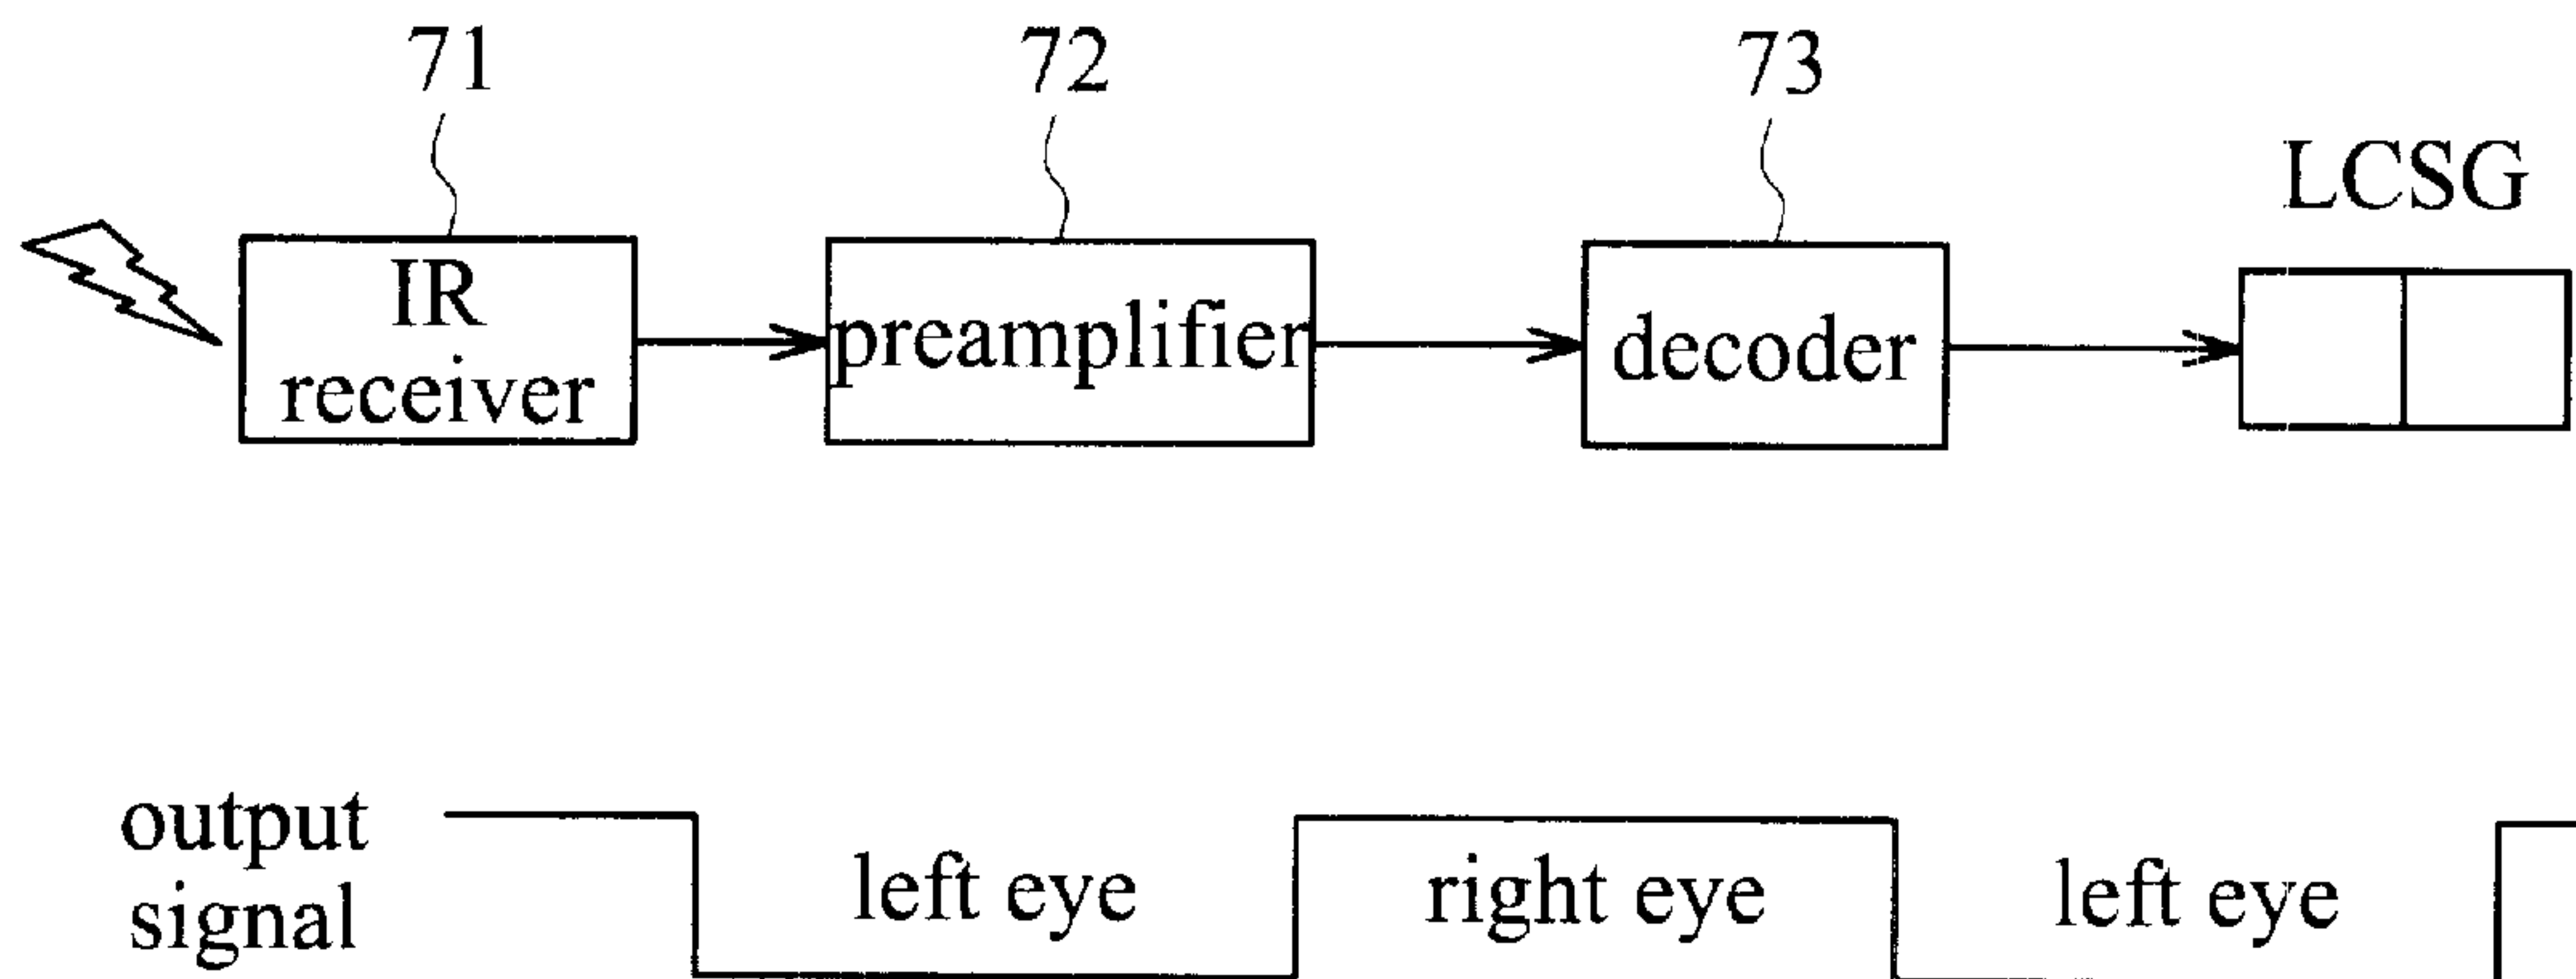 71
72
73
LCSG
IR
receiver
preamplifier
decoder
output
signal
left eye
right eye
left eye